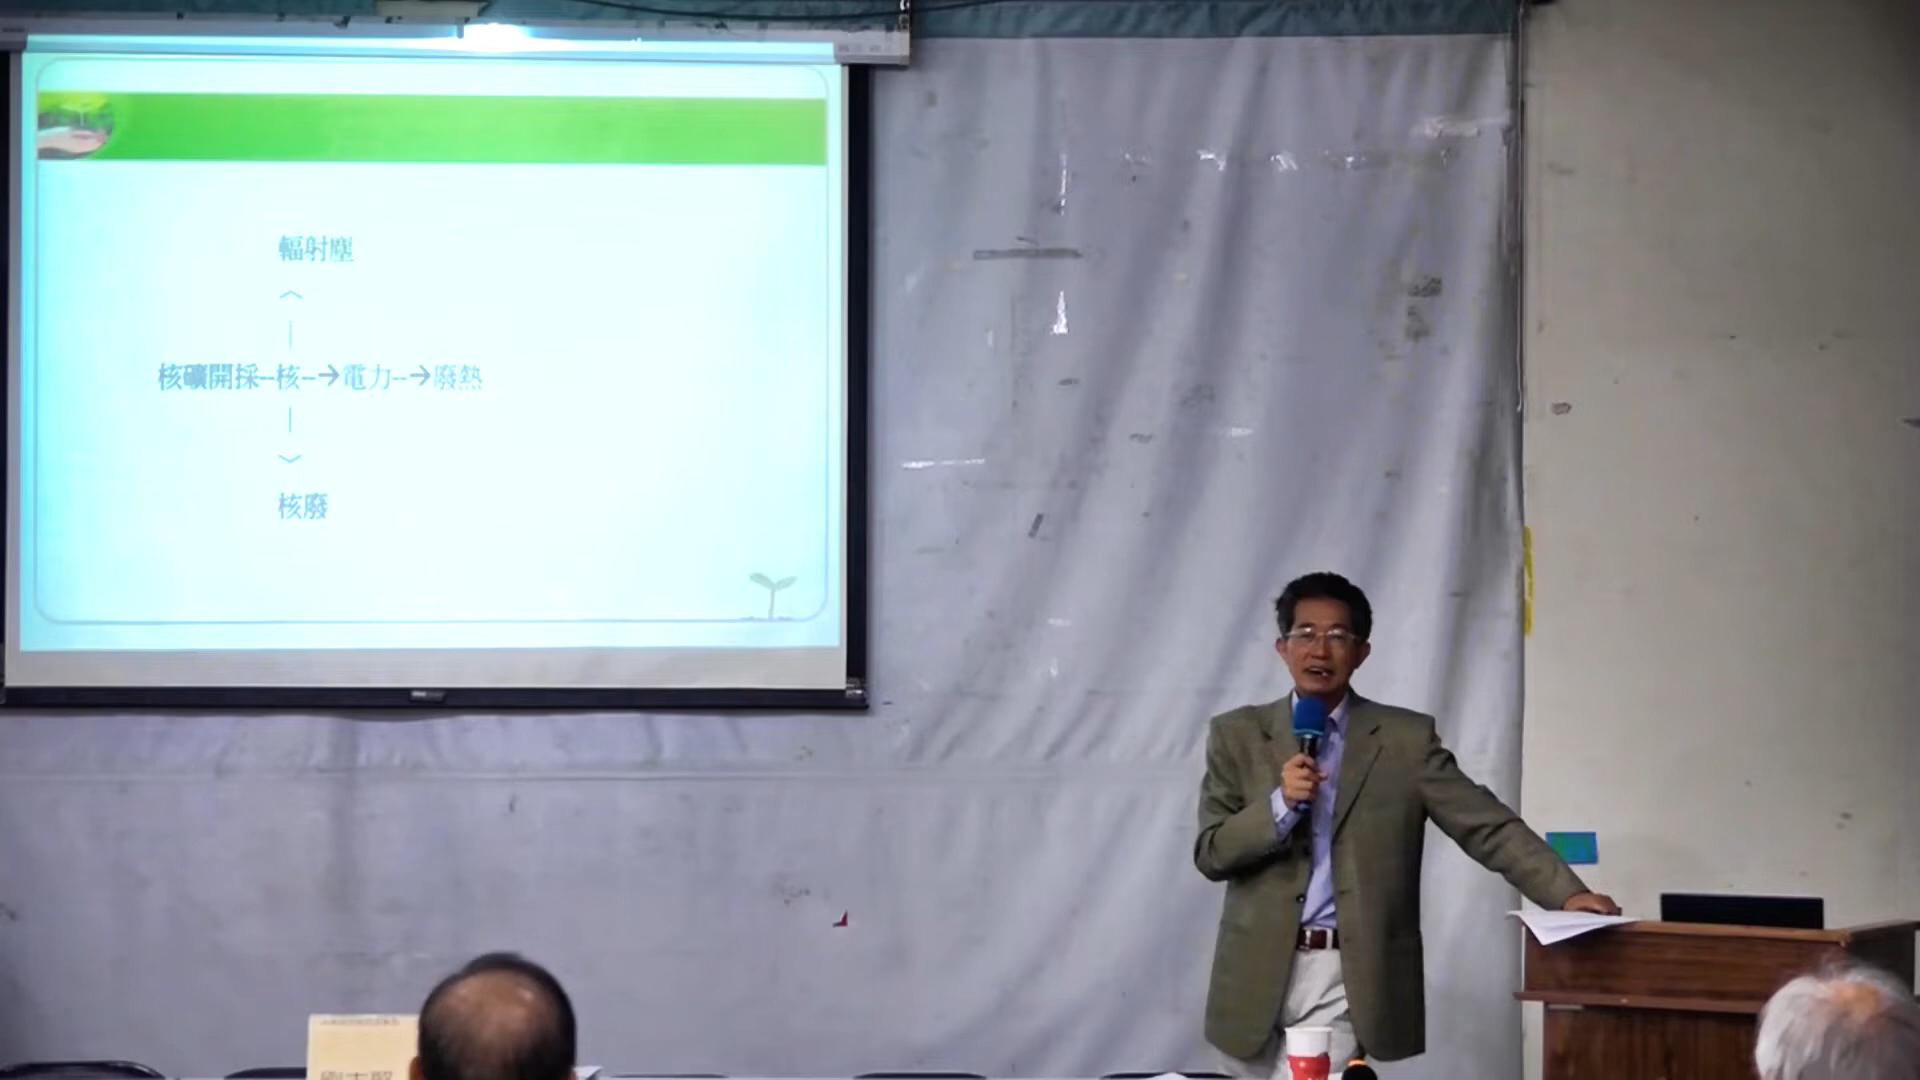 輻射塵
︿
｜
核礦開採--核--→電力--→廢熱
｜
﹀
核廢